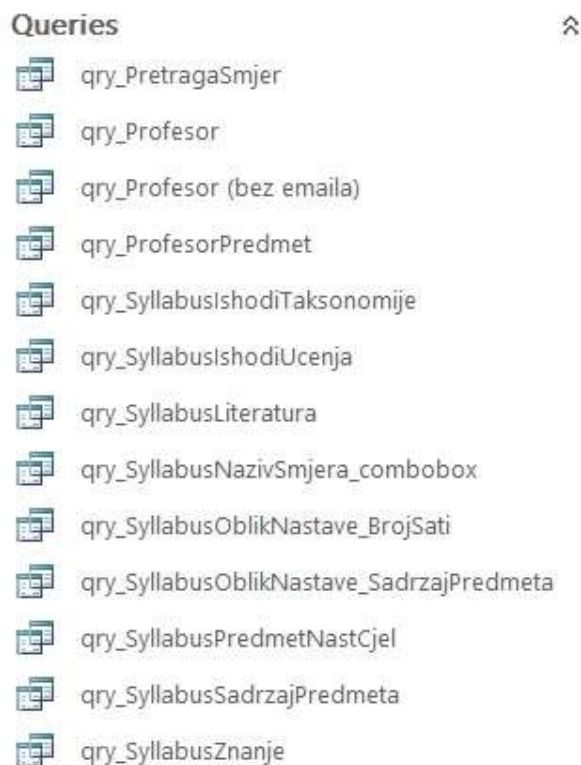 Queries
qry_PretragaSmjer
qry_Profesor
qry_Profesor (bez emaila)
qry_ProfesorPredmet
qry_SyllabusIshodiTaksonomije
qry_SyllabusIshodiUcenja
qry_SyllabusLiteratura
qry_SyllabusNazivSmjera_combobox
qry_SyllabusOblikNastave_BrojSati
qry_SyllabusOblikNastave_SadrzajPredmeta
qry_SyllabusPredmetNastCjel
qry_SyllabusSadrzajPredmeta
qry_SyllabusZnanje